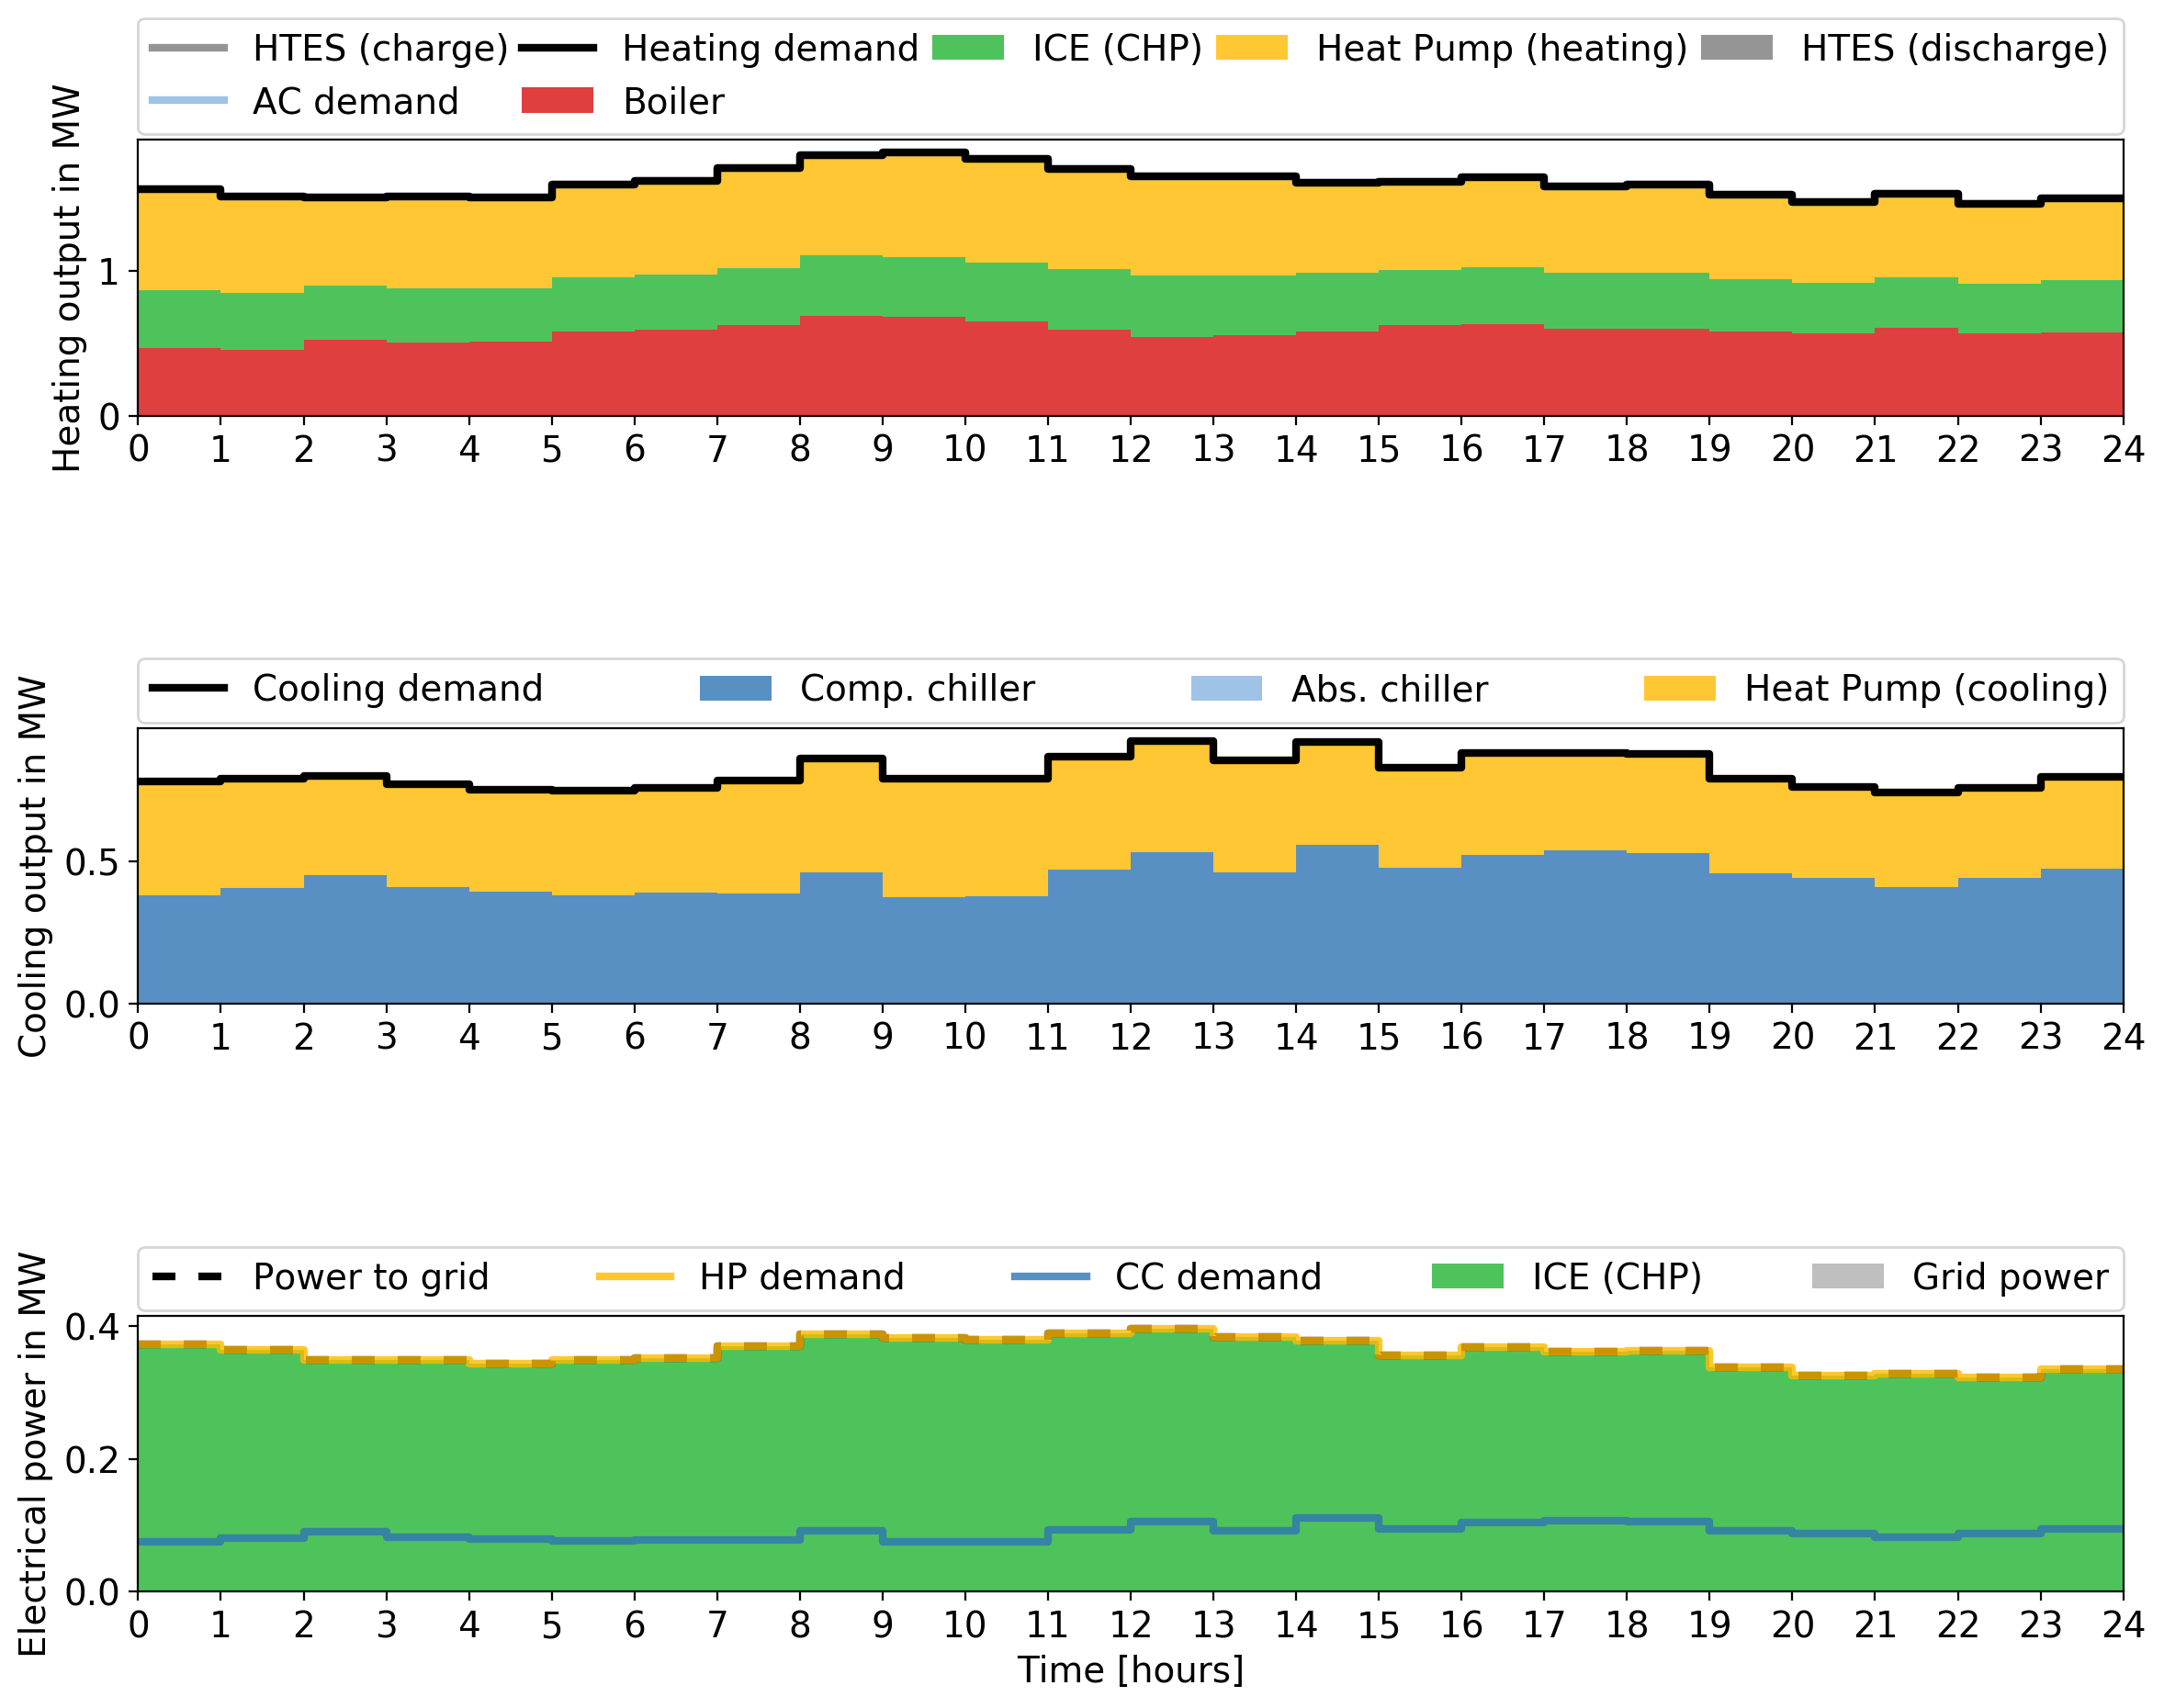 HTES (charge) Heating demand ICE (CHP) Heat Pump (heating) HTES (discharge)
AC demand Boiler
Heating output in MW
1
0
0 1 2 3 4 5 6 7 8 9 10 11 12 13 14 15 16 17 18 19 20 21 22 23 24
Cooling demand Comp. chiller Abs. chiller Heat Pump (cooling)
Cooling output in MW
0.5
0.0
0 1 2 3 4 5 6 7 8 9 10 11 12 13 14 15 16 17 18 19 20 21 22 23 24
Power to grid HP demand CC demand ICE (CHP) Grid power
Electrical power in MW
0.4
0.2
0.0
0 1 2 3 4 5 6 7 8 9 10 11 12 13 14 15 16 17 18 19 20 21 22 23 24
Time [hours]